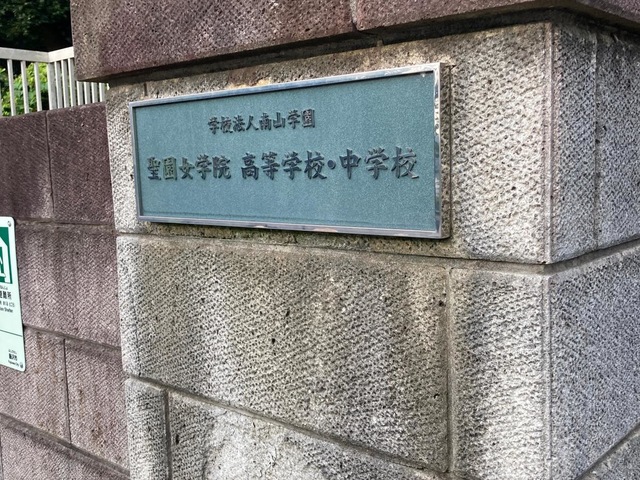 学校法人南山学園
聖園女学院 高等学校・中学校